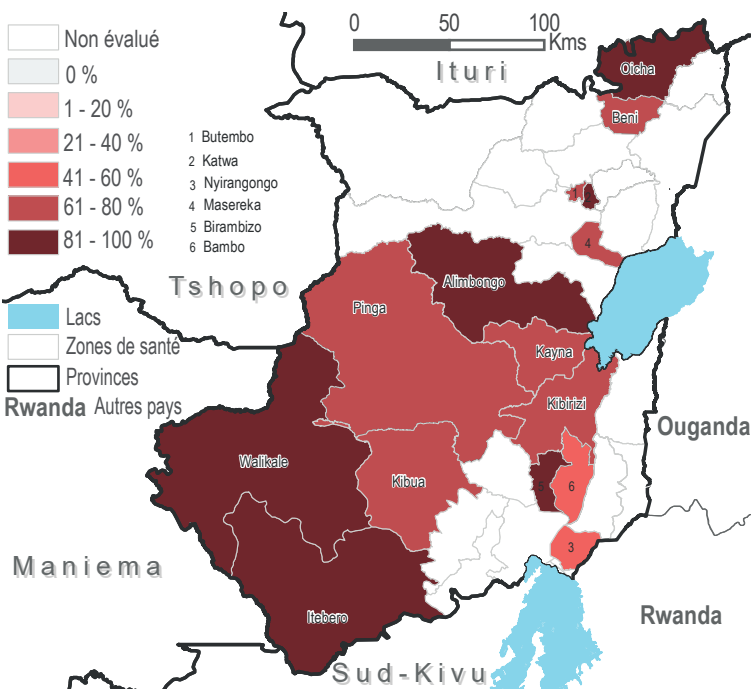 Non évalué
0 %
1 - 20 %
21 - 40 %
41 - 60 %
61 - 80 %
81 - 100 %
Lacs
Zones de santé
Provinces
Rwanda Autres pays
1 Butembo
2 Katwa
3 Nyirangongo
4 Masereka
5 Birambizo
6 Bambo
0 50 100
Kms
Ituri
Oicha
Beni
1
4
Tshopo
Alimbongo
Pinga
Kayna
Kibirizi
Ouganda
Walikale
Kibua
5
6
3
Maniema
Itebero
Rwanda
Sud-Kivu